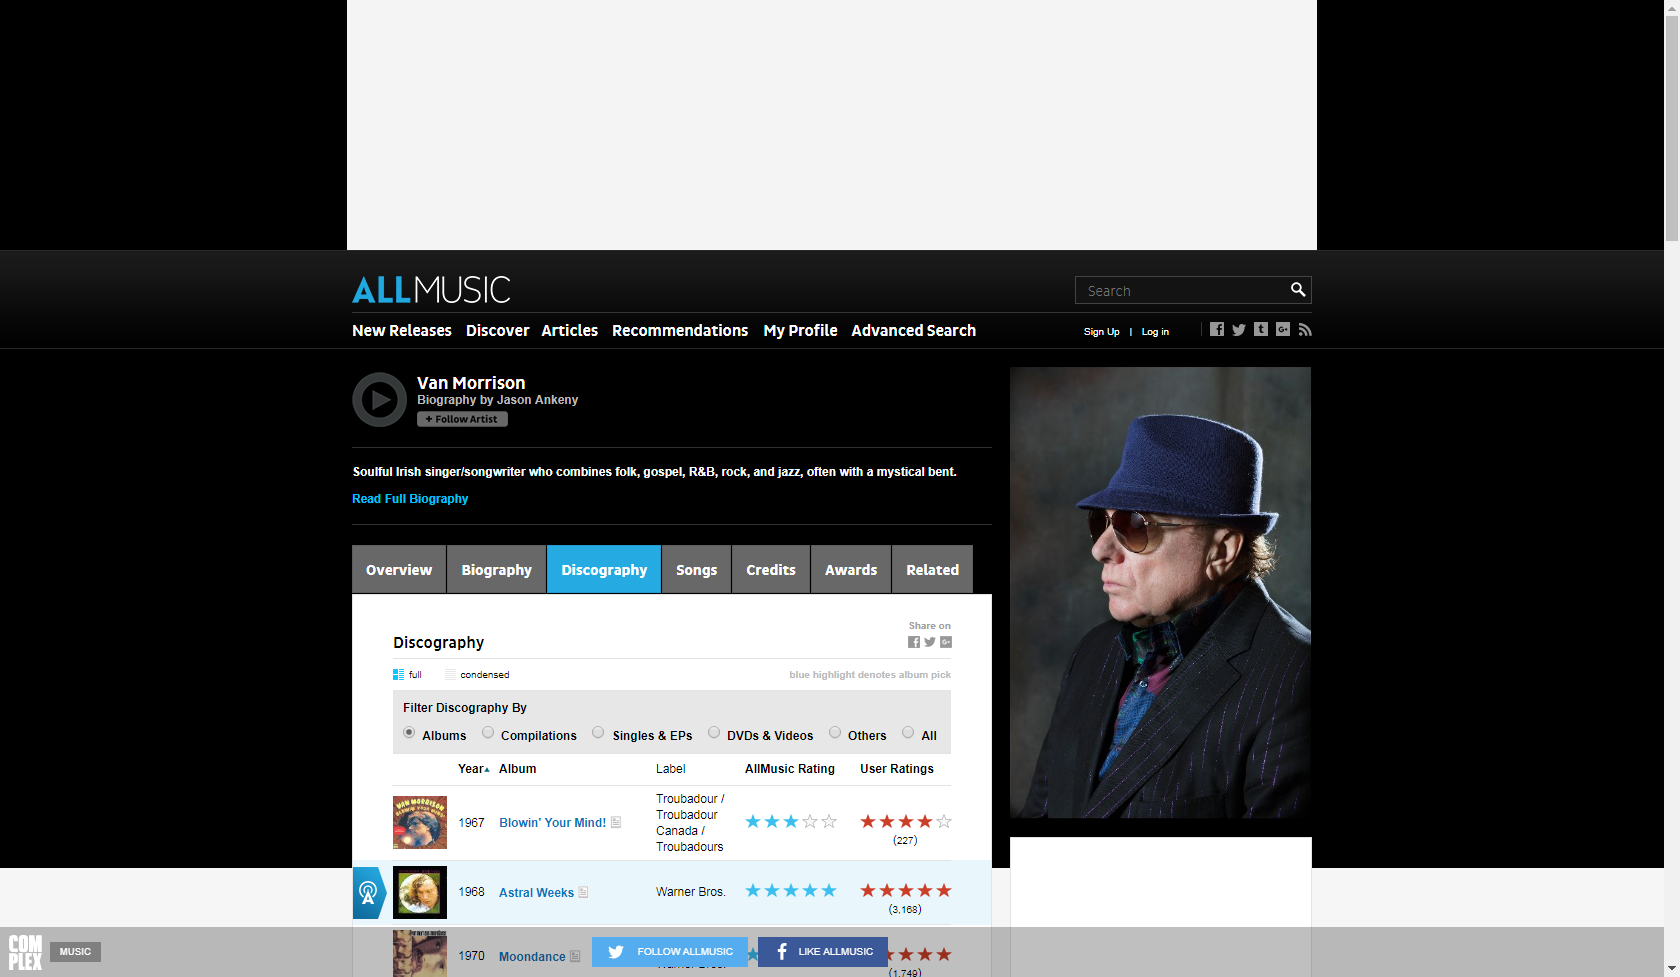 ALLMUSIC
Search
New Releases Discover Articles Recommendations My Profile Advanced Search
Sign Up | Log in
Van Morrison
Biography by Jason Ankeny
+ Follow Artist
Soulful Irish singer/songwriter who combines folk, gospel, R&B, rock, and jazz, often with a mystical bent.
Read Full Biography
Overview Biography Discography Songs Credits Awards Related
Share on
Discography
full condensed blue highlight denotes album pick
Filter Discography By
Albums Compilations Singles & EPs DVDs & Videos Others All
Year Album Label AllMusic Rating User Ratings
Troubadour /
Troubadour
Canada /
Troubadours
1967 Blowin' Your Mind!
(227)
1968 Astral Weeks Warner Bros.
(3,168)
1970 Moondance
(1,749)
COMPLEX
MUSIC
FOLLOW ALLMUSIC
LIKE ALLMUSIC